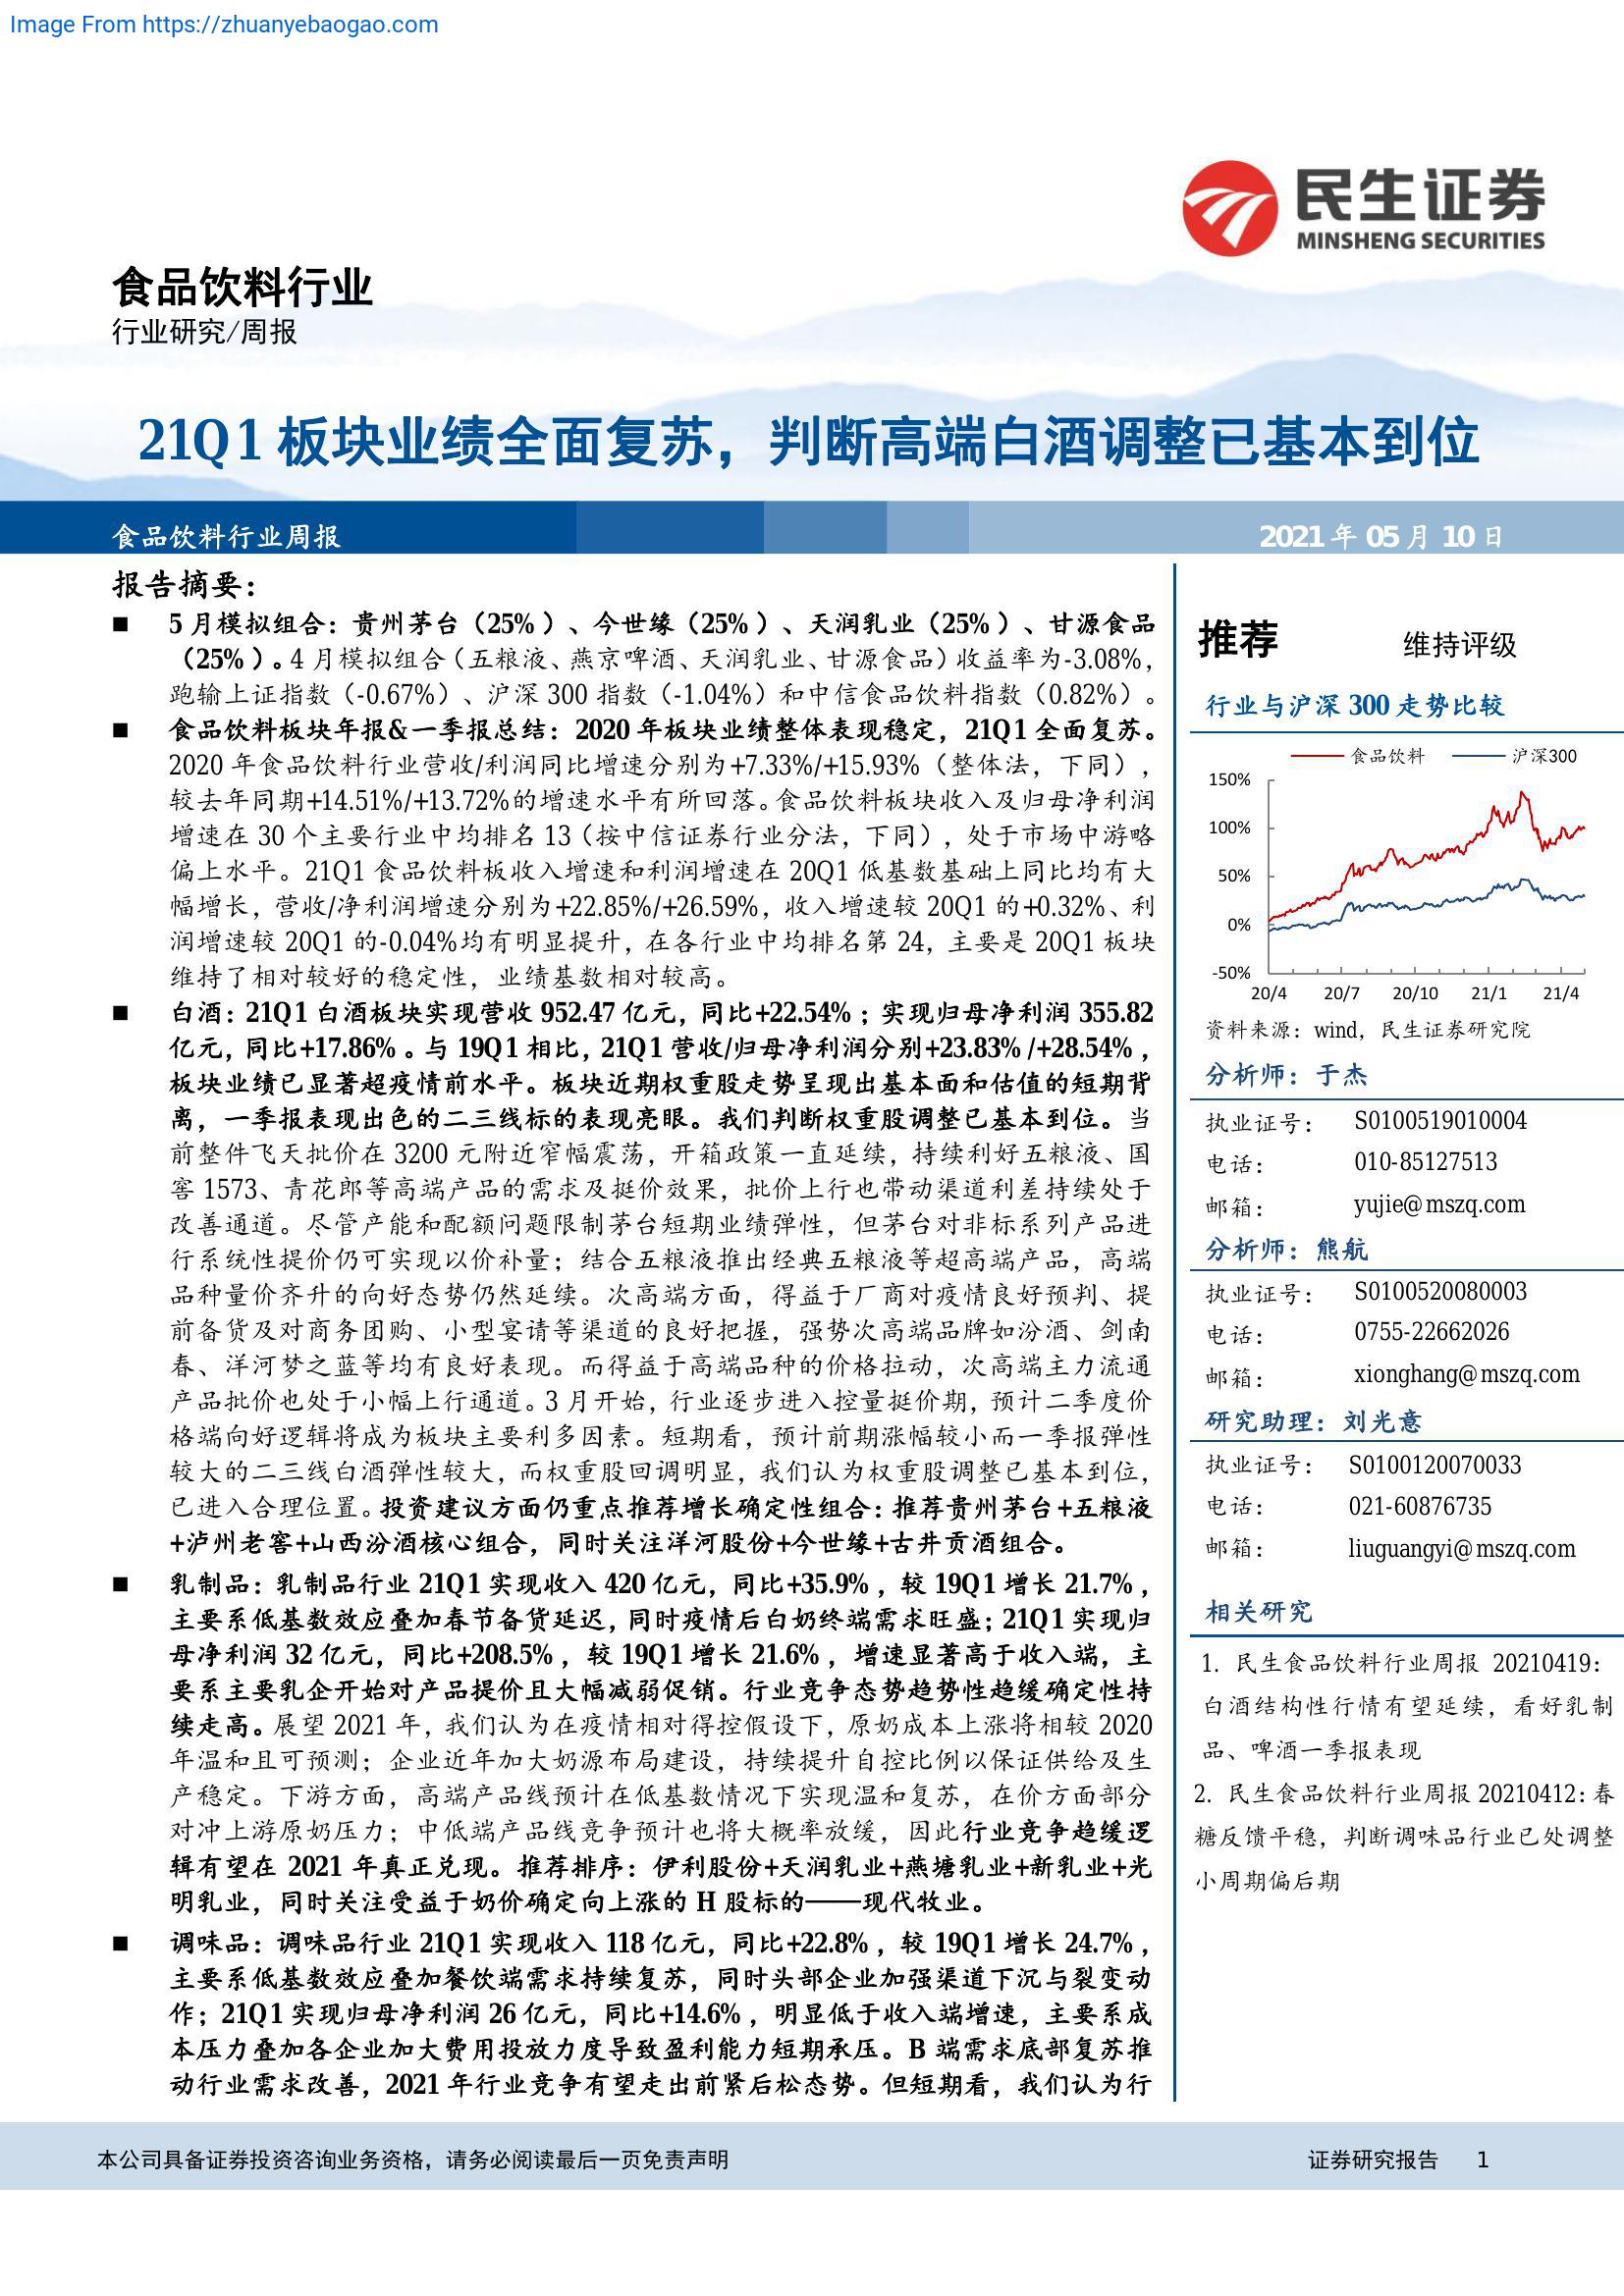 Image From https://zhuanyebaogao.com
民生证券
MINSHENG SECURITIES
食品饮料行业
行业研究/周报
21Q1 板块业绩全面复苏，判断高端白酒调整已基本到位
食品饮料行业周报
2021 年 05 月 10 日
报告摘要：
■ 5 月模拟组合：贵州茅台（25%）、今世缘（25%）、天润乳业（25%）、甘源食品
（25%）。4 月模拟组合（五粮液、燕京啤酒、天润乳业、甘源食品）收益率为-3.08%，
跑输上证指数（-0.67%）、沪深 300 指数（-1.04%）和中信食品饮料指数（0.82%）。
■ 食品饮料板块年报&一季报总结：2020 年板块业绩整体表现稳定，21Q1 全面复苏。
2020 年食品饮料行业营收/利润同比增速分别为+7.33%/+15.93%（整体法，下同），
较去年同期+14.51%/+13.72%的增速水平有所回落。食品饮料板块收入及归母净利润
增速在 30 个主要行业中均排名 13（按中信证券行业分法，下同），处于市场中游略
偏上水平。21Q1 食品饮料板收入增速和利润增速在 20Q1 低基数基础上同比均有大
幅增长，营收/净利润增速分别为+22.85%/+26.59%，收入增速较 20Q1 的+0.32%、利
润增速较 20Q1 的-0.04%均有明显提升，在各行业中均排名第 24，主要是 20Q1 板块
维持了相对较好的稳定性，业绩基数相对较高。
■ 白酒：21Q1 白酒板块实现营收 952.47 亿元，同比+22.54%；实现归母净利润 355.82
亿元，同比+17.86%。与 19Q1 相比，21Q1 营收/归母净利润分别+23.83%/+28.54%，
板块业绩已显著超疫情前水平。板块近期权重股走势呈现出基本面和估值的短期背
离，一季报表现出色的二三线标的表现亮眼。我们判断权重股调整已基本到位。当
前整件飞天批价在 3200 元附近窄幅震荡，开箱政策一直延续，持续利好五粮液、国
窖 1573、青花郎等高端产品的需求及挺价效果，批价上行也带动渠道利差持续处于
改善通道。尽管产能和配额问题限制茅台短期业绩弹性，但茅台对非标系列产品进
行系统性提价仍可实现以价补量；结合五粮液推出经典五粮液等超高端产品，高端
品种量价齐升的向好态势仍然延续。次高端方面，得益于厂商对疫情良好预判、提
前备货及对商务团购、小型宴请等渠道的良好把握，强势次高端品牌如汾酒、剑南
春、洋河梦之蓝等均有良好表现。而得益于高端品种的价格拉动，次高端主力流通
产品批价也处于小幅上行通道。3 月开始，行业逐步进入控量挺价期，预计二季度价
格端向好逻辑将成为板块主要利多因素。短期看，预计前期涨幅较小而一季报弹性
较大的二三线白酒弹性较大，而权重股回调明显，我们认为权重股调整已基本到位，
已进入合理位置。投资建议方面仍重点推荐增长确定性组合：推荐贵州茅台+五粮液
+泸州老窖+山西汾酒核心组合，同时关注洋河股份+今世缘+古井贡酒组合。
■ 乳制品：乳制品行业 21Q1 实现收入 420 亿元，同比+35.9%，较 19Q1 增长 21.7%，
主要系低基数效应叠加春节备货延迟，同时疫情后白奶终端需求旺盛；21Q1 实现归
母净利润 32 亿元，同比+208.5%，较 19Q1 增长 21.6%，增速显著高于收入端，主
要系主要乳企开始对产品提价且大幅减弱促销。行业竞争态势趋势性趋缓确定性持
续走高。展望 2021 年，我们认为在疫情相对得控假设下，原奶成本上涨将相较 2020
年温和且可预测；企业近年加大奶源布局建设，持续提升自控比例以保证供给及生
产稳定。下游方面，高端产品线预计在低基数情况下实现温和复苏，在价方面部分
对冲上游原奶压力；中低端产品线竞争预计也将大概率放缓，因此行业竞争趋缓逻
辑有望在 2021 年真正兑现。推荐排序：伊利股份+天润乳业+燕塘乳业+新乳业+光
明乳业，同时关注受益于奶价确定向上涨的 H 股标的——现代牧业。
■ 调味品：调味品行业 21Q1 实现收入 118 亿元，同比+22.8%，较 19Q1 增长 24.7%，
主要系低基数效应叠加餐饮端需求持续复苏，同时头部企业加强渠道下沉与裂变动
作；21Q1 实现归母净利润 26 亿元，同比+14.6%，明显低于收入端增速，主要系成
本压力叠加各企业加大费用投放力度导致盈利能力短期承压。B 端需求底部复苏推
动行业需求改善，2021 年行业竞争有望走出前紧后松态势。但短期看，我们认为行
推荐 维持评级
行业与沪深 300 走势比较
食品饮料 沪深300
150%
100%
50%
0%
-50%
20/4 20/7 20/10 21/1 21/4
资料来源：wind，民生证券研究院
分析师：于杰
执业证号： S0100519010004
电话： 010-85127513
邮箱： yujie@mszq.com
分析师：熊航
执业证号： S0100520080003
电话： 0755-22662026
邮箱： xionghang@mszq.com
研究助理：刘光意
执业证号： S0100120070033
电话： 021-60876735
邮箱： liuguangyi@mszq.com
相关研究
1. 民生食品饮料行业周报 20210419：
白酒结构性行情有望延续，看好乳制
品、啤酒一季报表现
2. 民生食品饮料行业周报 20210412：春
糖反馈平稳，判断调味品行业已处调整
小周期偏后期
本公司具备证券投资咨询业务资格，请务必阅读最后一页免责声明
证券研究报告 1